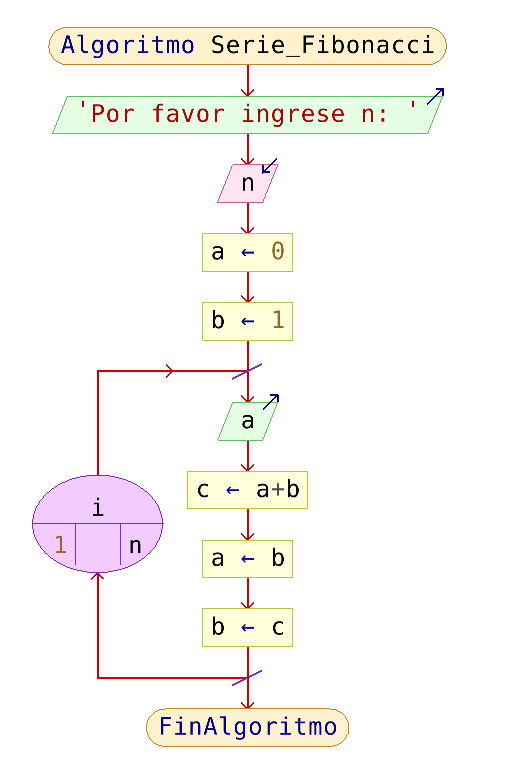 Algoritmo Serie_Fibonacci
'Por favor ingrese n: '
n
a ← 0
b ← 1
a
c ← a+b
i
1 n
a ← b
b ← c
FinAlgoritmo